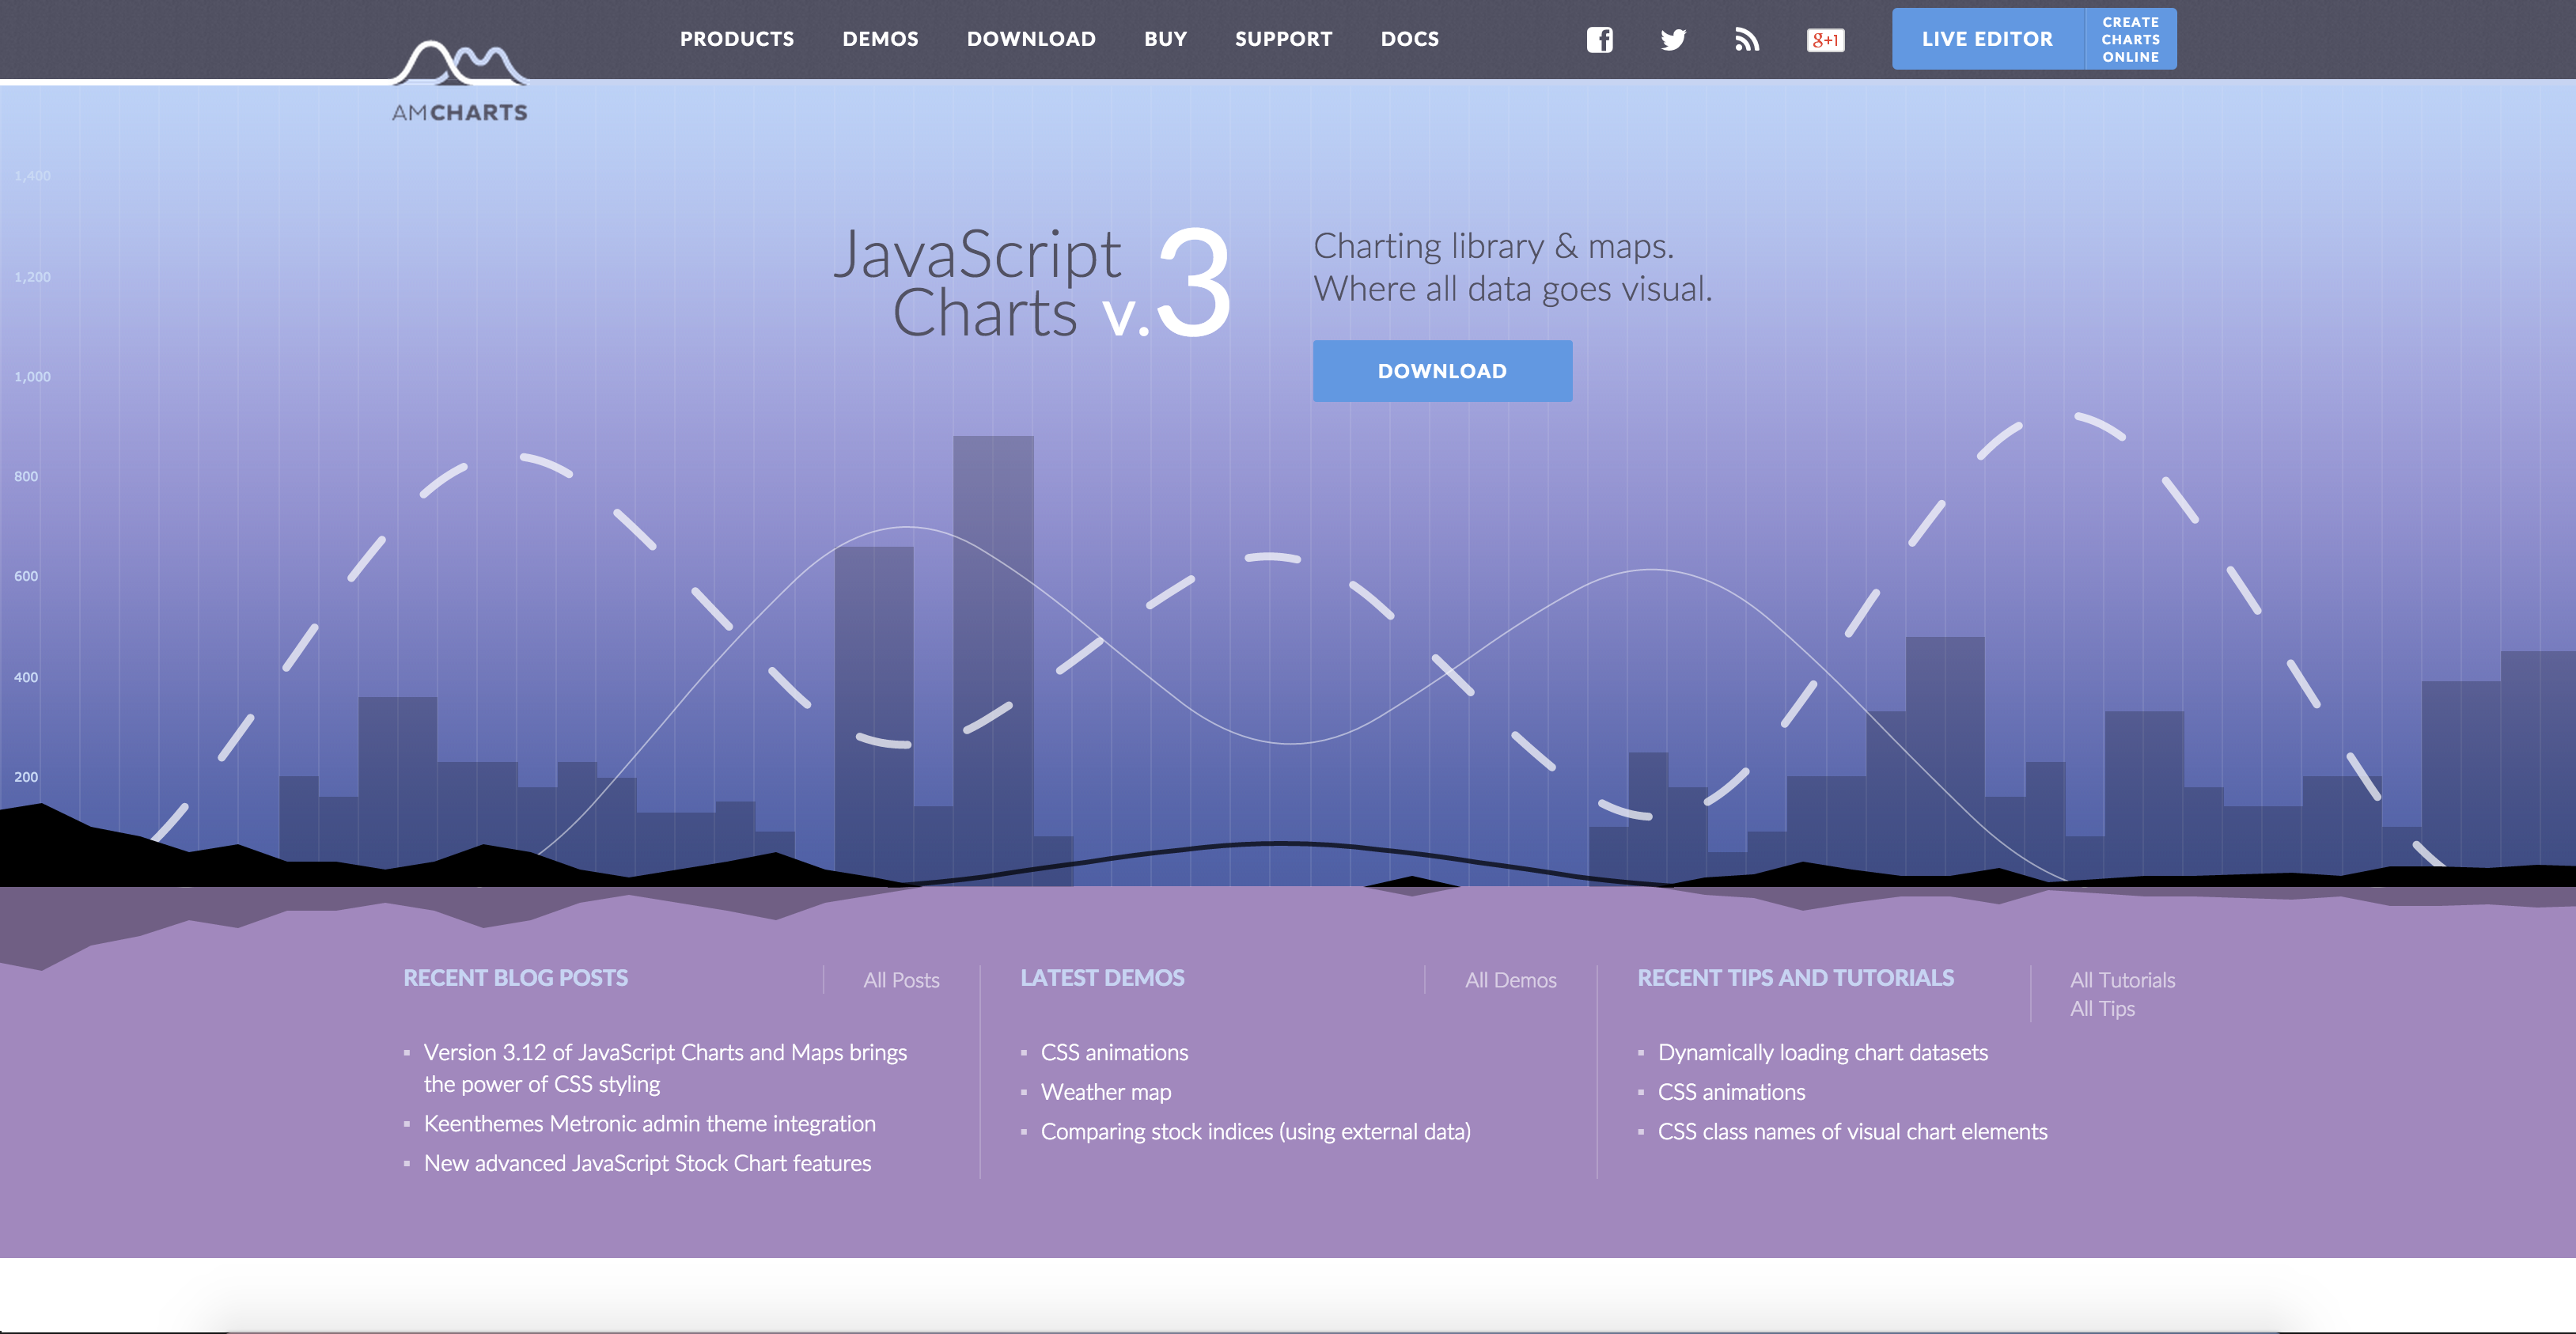 PRODUCTS DEMOS DOWNLOAD BUY SUPPORT DOCS
g+1
LIVE EDITOR
CREATE
CHARTS
ONLINE
AMCHARTS
1,400
1,200
1,000
800
600
400
200
JavaScript
Charts v.3
Charting library & maps.
Where all data goes visual.
DOWNLOAD
RECENT BLOG POSTS
All Posts
Version 3.12 of JavaScript Charts and Maps brings
the power of CSS styling
Keenthemes Metronic admin theme integration
New advanced JavaScript Stock Chart features
LATEST DEMOS
All Demos
CSS animations
Weather map
Comparing stock indices (using external data)
RECENT TIPS AND TUTORIALS
All Tutorials
All Tips
Dynamically loading chart datasets
CSS animations
CSS class names of visual chart elements